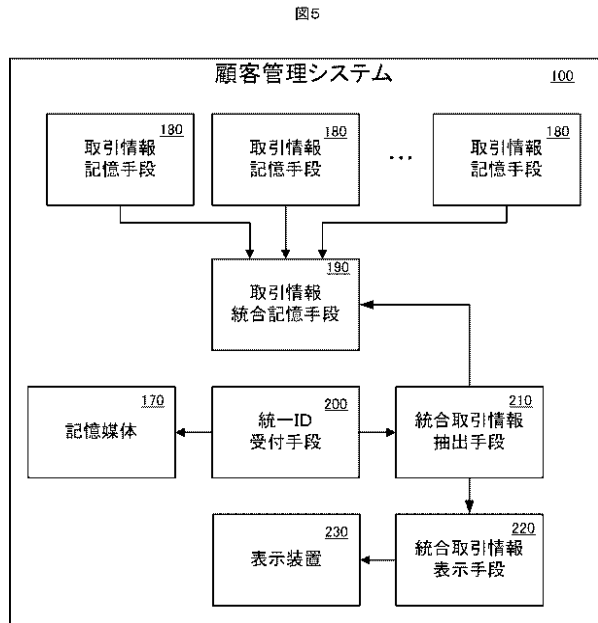 図5
顧客管理システム
100
180
取引情報
記憶手段
180
取引情報
記憶手段
…
180
取引情報
記憶手段
190
取引情報
統合記憶手段
170
記憶媒体
200
統一ID
受付手段
210
統合取引情報
抽出手段
230
表示装置
220
統合取引情報
表示手段